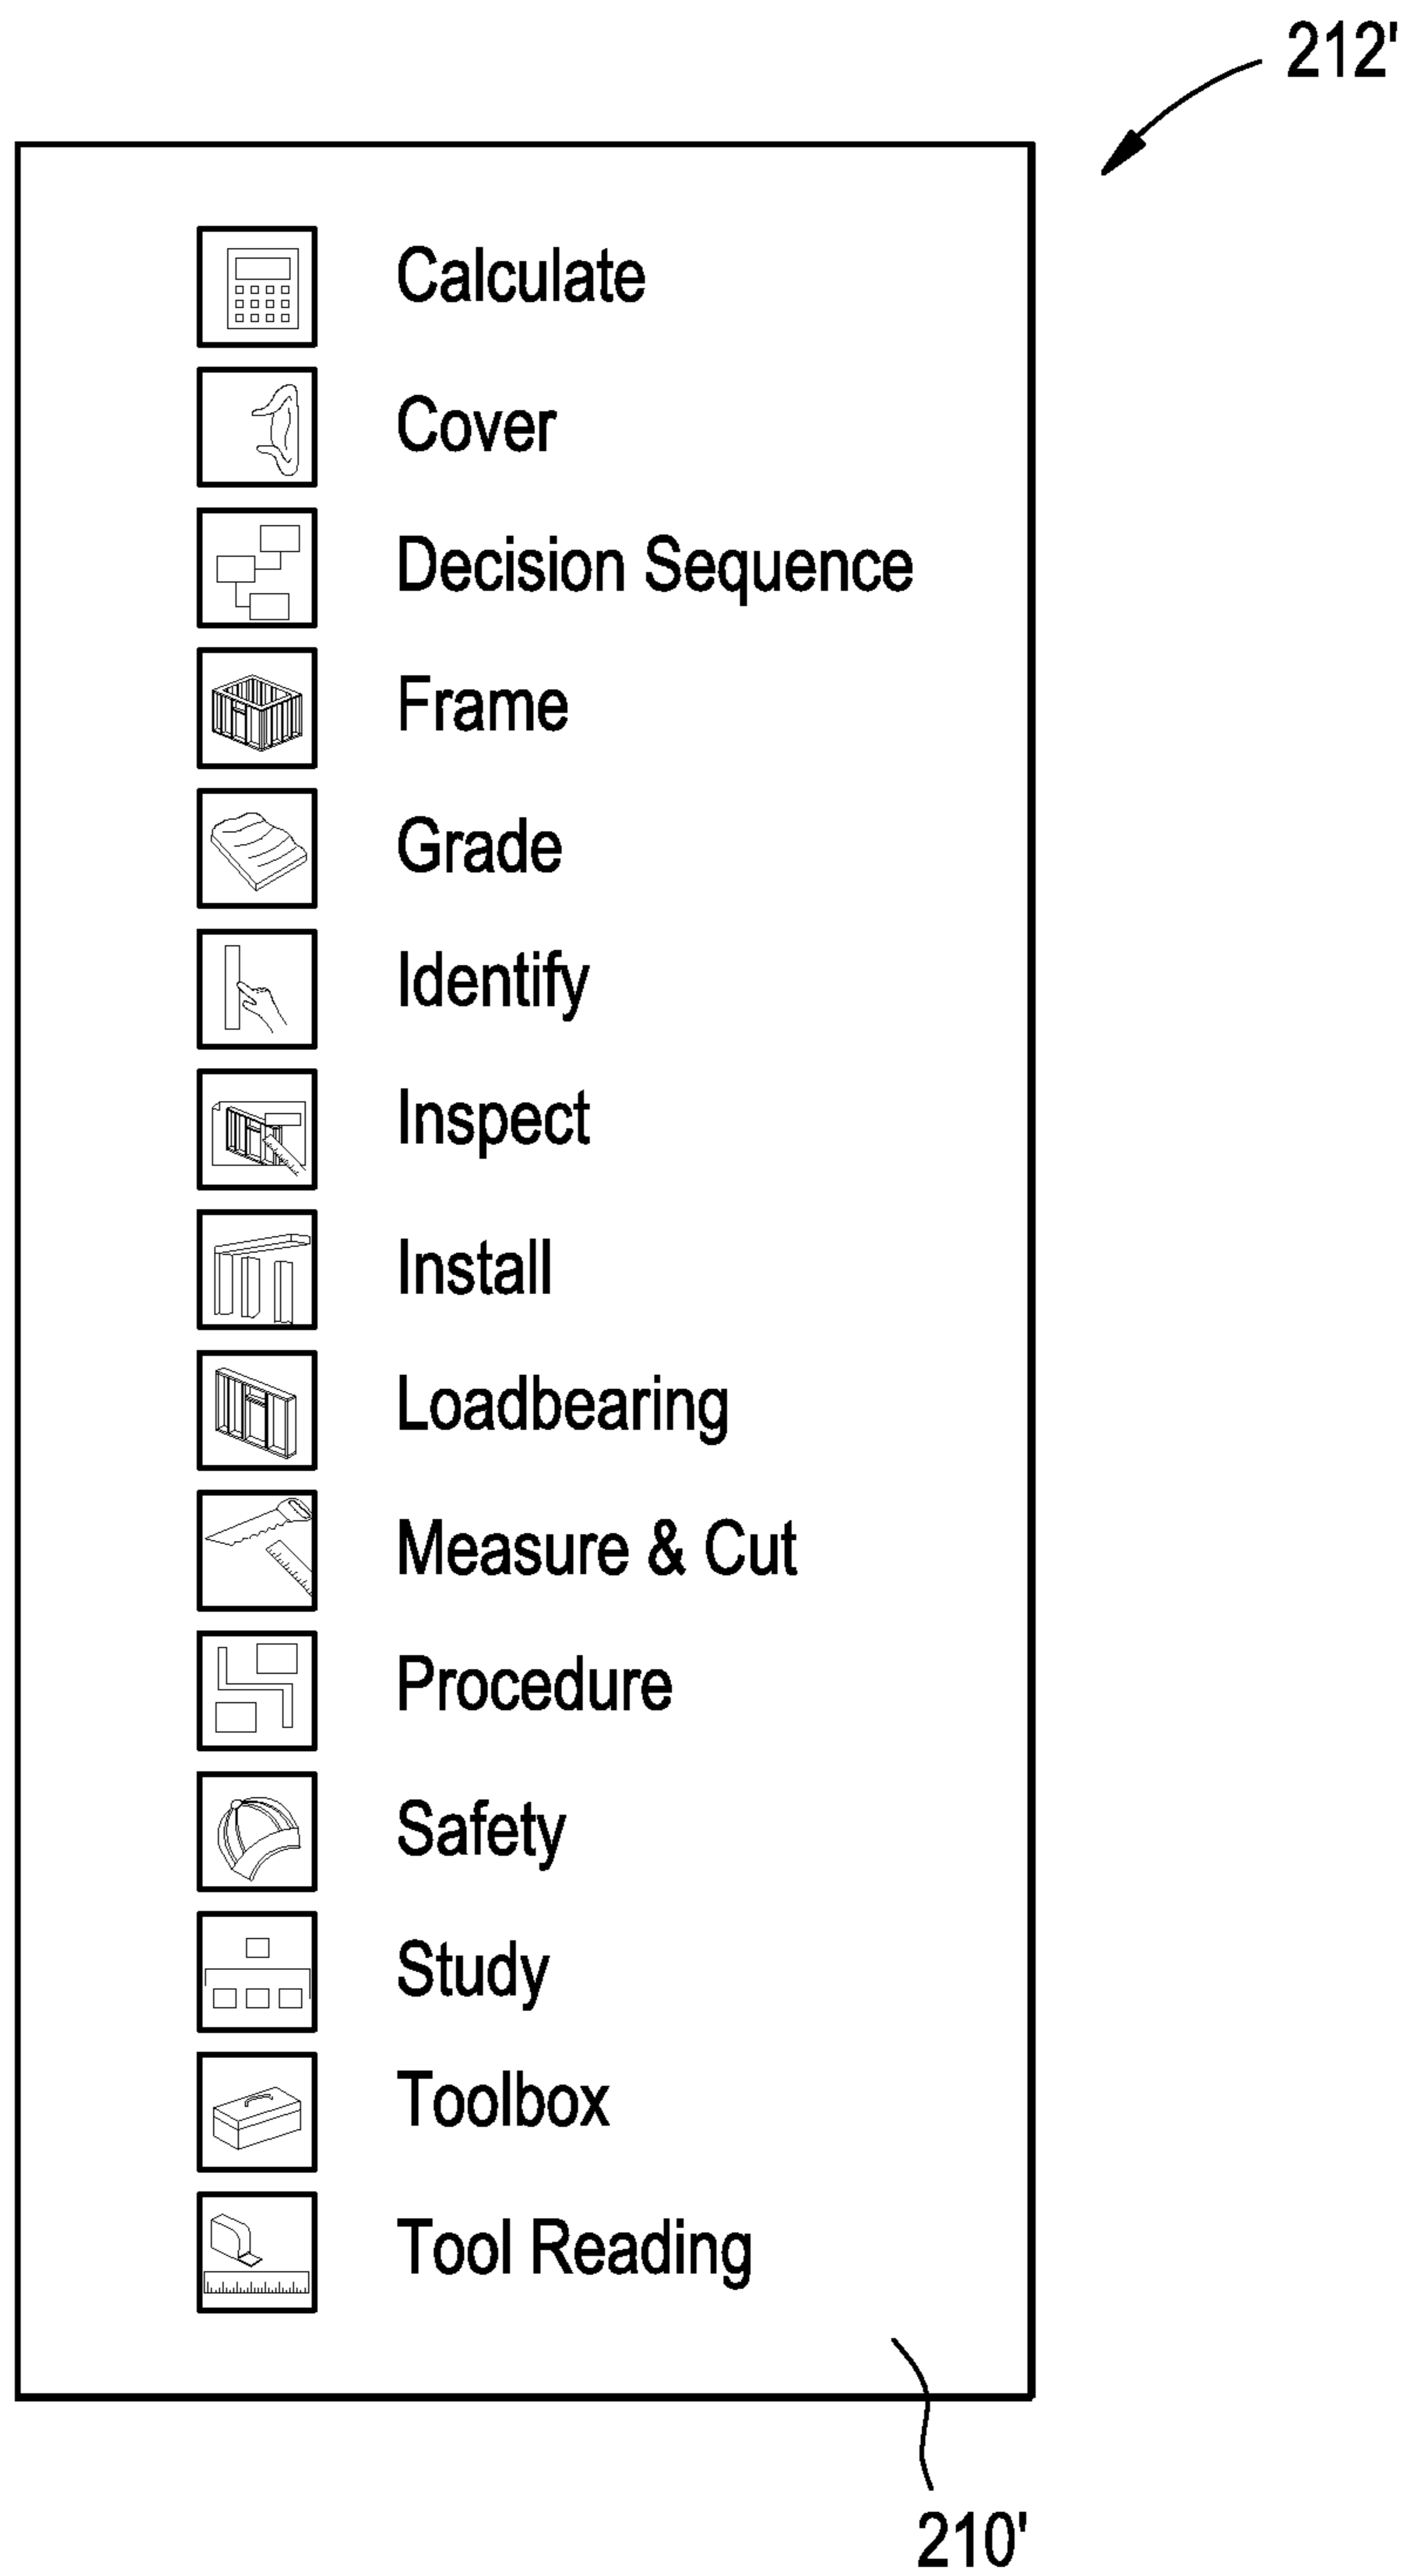 212'
Calculate
Cover
Decision Sequence
Frame
Grade
Identify
Inspect
Install
Loadbearing
Measure & Cut
Procedure
Safety
Study
Toolbox
Tool Reading
210'